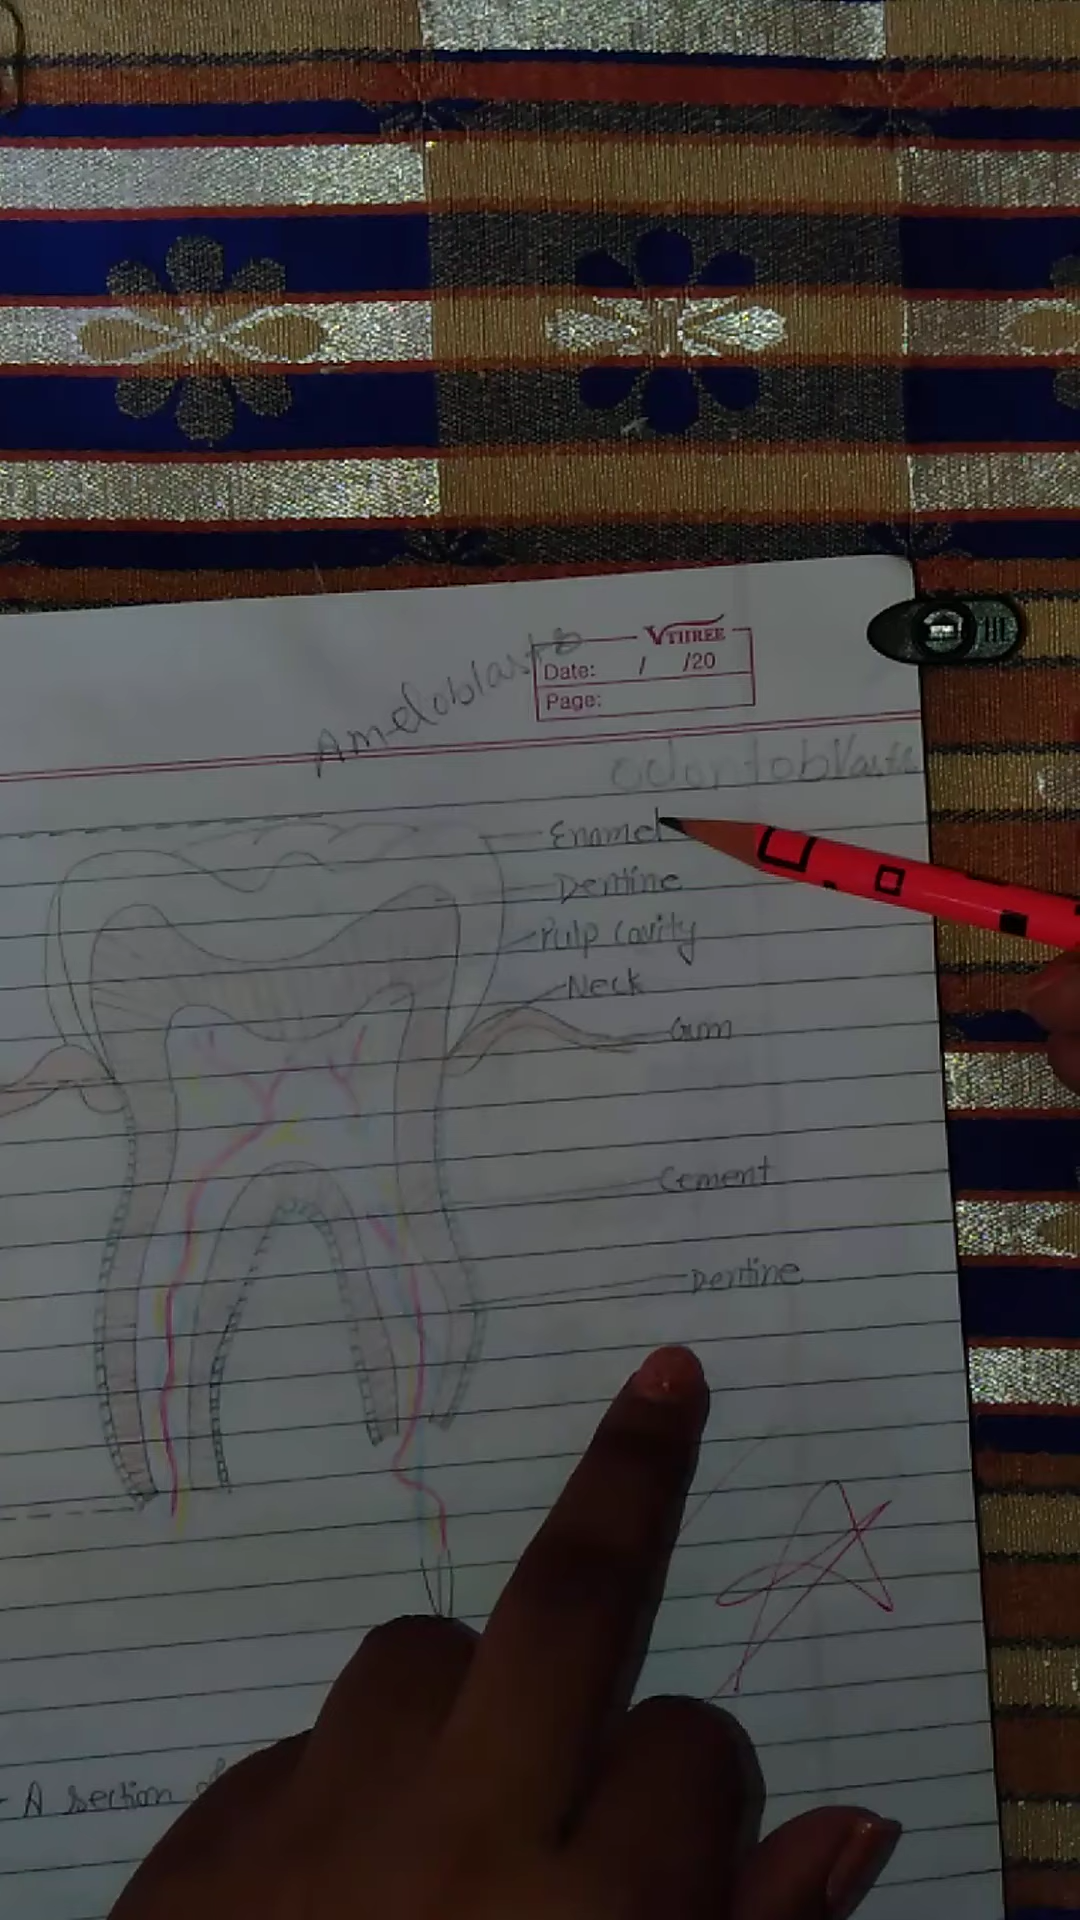 VTHREE
Date: / /20
Page:
Ameloblasts
odontoblasts
Enamel
Dentine
Pulp cavity
Neck
Gum
Cement
Dentine
- A section